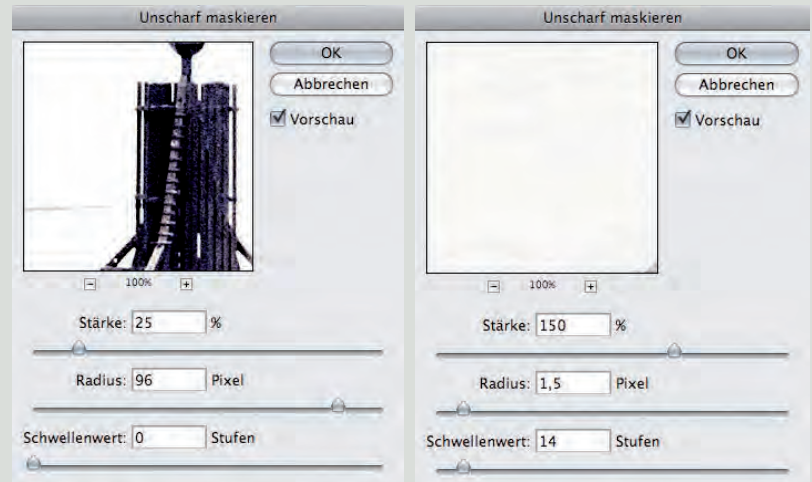 Unscharf maskieren
OK
Abbrechen
Vorschau
100%
Stärke: 25 %
Radius: 96 Pixel
Schwellenwert: 0 Stufen
Unscharf maskieren
OK
Abbrechen
Vorschau
100%
Stärke: 150 %
Radius: 1,5 Pixel
Schwellenwert: 14 Stufen